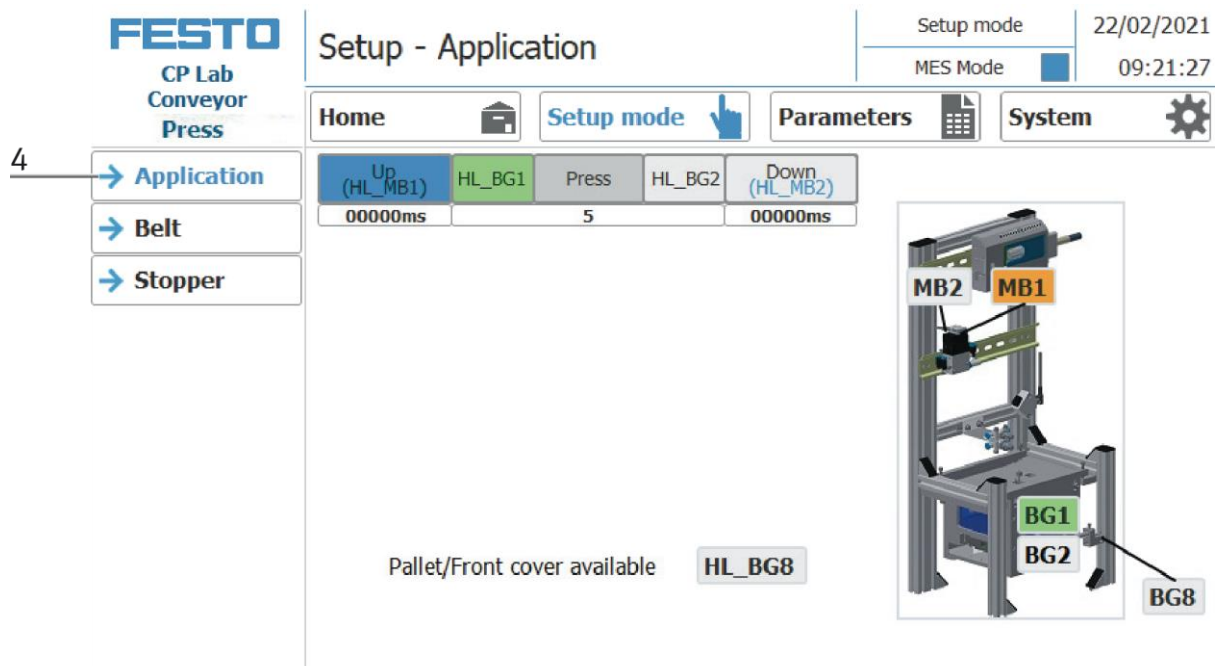 FESTO
CP Lab
Conveyor
Press
Setup - Application
Setup mode
MES Mode
22/02/2021
09:21:27
Home
Setup mode
Parameters
System
4
Application
Belt
Stopper
Up
(HL_MB1)
HL_BG1
Press
HL_BG2
Down
(HL_MB2)
00000ms
5
00000ms
MB2
MB1
BG1
BG2
BG8
Pallet/Front cover available
HL_BG8